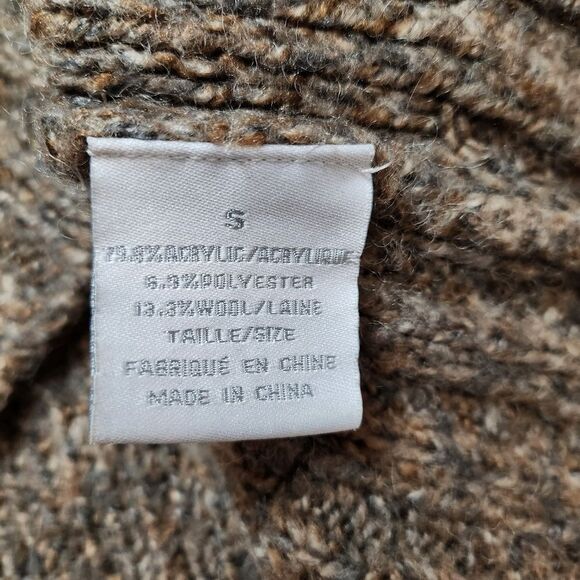 S
79.8%ACRYLIC/ACRYLIQUE
6.9%POLYESTER
13.3%WOOL/LAINE
TAILLE/SIZE
FABRIQUÉ EN CHINE
MADE IN CHINA